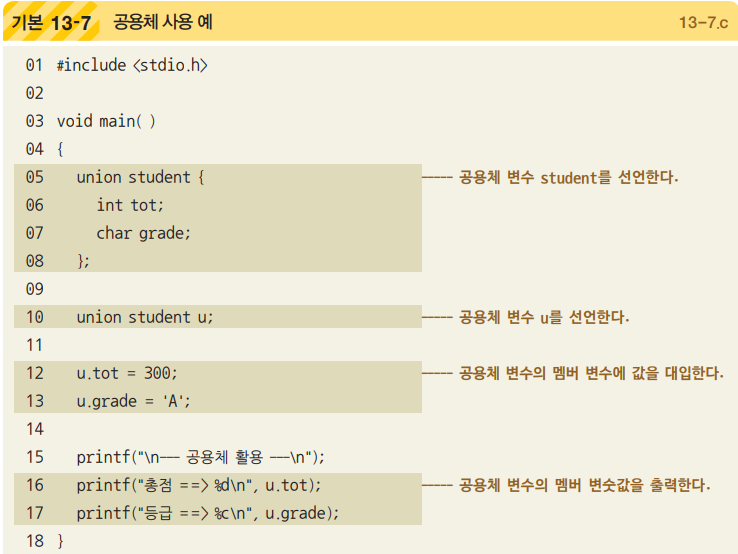 기본 13-7 공용체 사용 예 13-7.c
01 #include <stdio.h>
02
03 void main( )
04 {
05 union student { ----- 공용체 변수 student를 선언한다.
06 int tot;
07 char grade;
08 };
09
10 union student u; ----- 공용체 변수 u를 선언한다.
11
12 u.tot = 300; ----- 공용체 변수의 멤버 변수에 값을 대입한다.
13 u.grade = 'A';
14
15 printf("\n--- 공용체 활용 ---\n");
16 printf("총점 ==> %d\n", u.tot); ----- 공용체 변수의 멤버 변숫값을 출력한다.
17 printf("등급 ==> %c\n", u.grade);
18 }